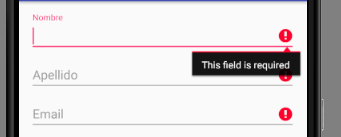 Nombre
This field is required
Apellido
Email